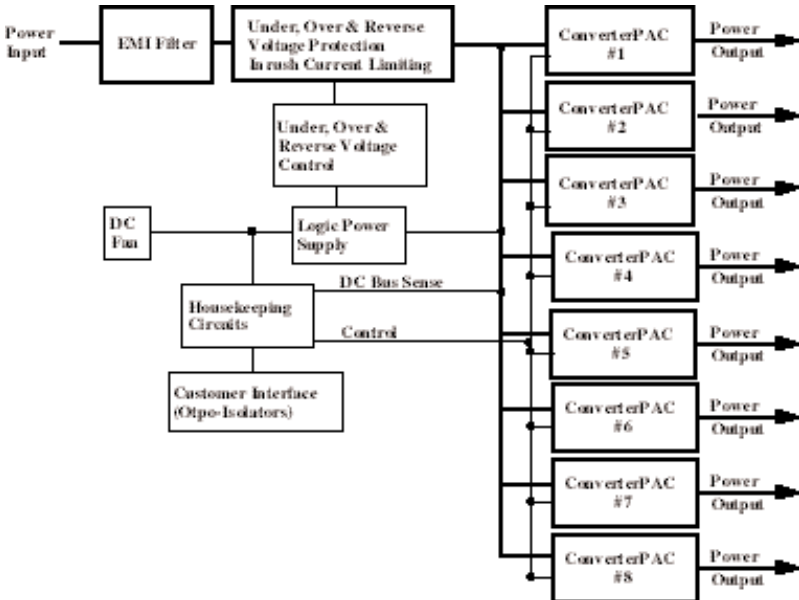 Power
Input
EMI Filter
Under, Over & Reverse
Voltage Protection
Inrush Current Limiting
Under, Over &
Reverse Voltage
Control
DC
Fan
Logic Power
Supply
DC Bus Sense
Housekeeping
Circuits
Control
Customer Interface
(Otpo-Isolators)
ConverterPAC
#1
Power
Output
ConverterPAC
#2
Power
Output
ConverterPAC
#3
Power
Output
ConverterPAC
#4
Power
Output
ConverterPAC
#5
Power
Output
ConverterPAC
#6
Power
Output
ConverterPAC
#7
Power
Output
ConverterPAC
#8
Power
Output